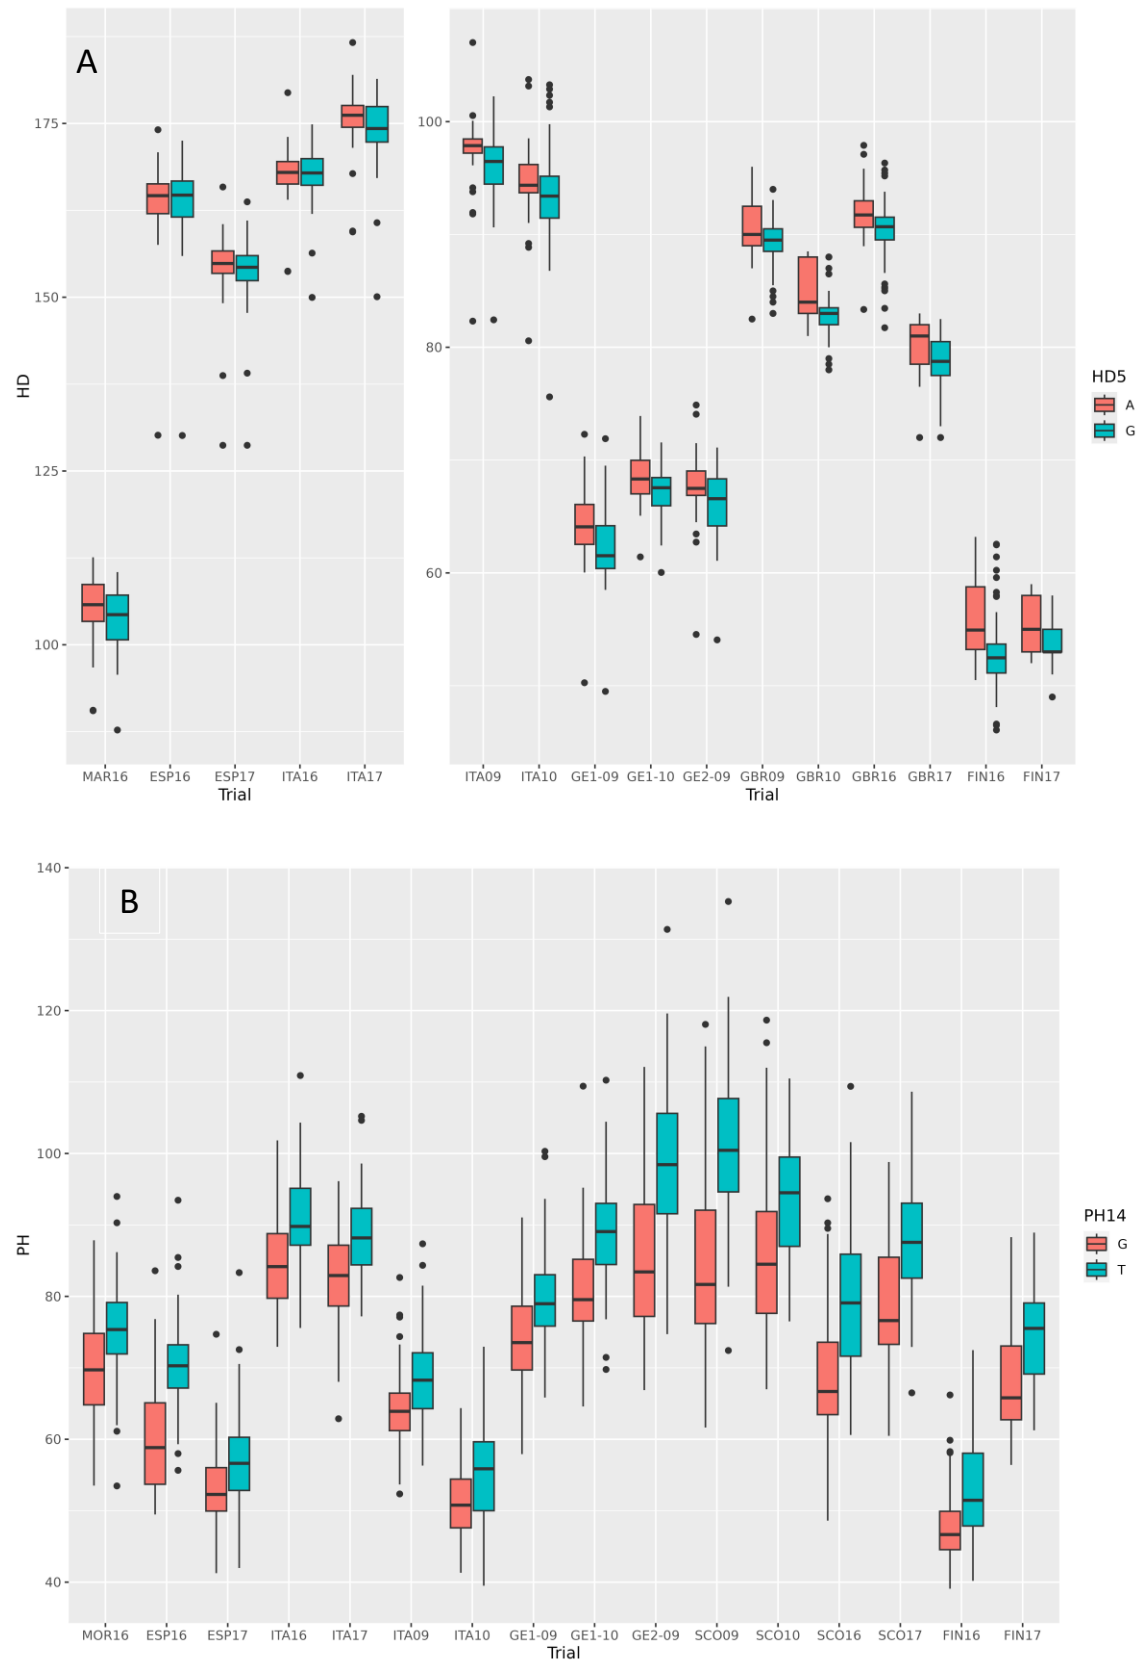 A
HD
175
150
125
100
100
80
60
MAR16 ESP16 ESP17 ITA16 ITA17
Trial
ITA09 ITA10 GE1-09 GE1-10 GE2-09 GBR09 GBR10 GBR16 GBR17 FIN16 FIN17
Trial
HD5
A
G
B
PH
140
120
100
80
60
40
MOR16 ESP16 ESP17 ITA16 ITA17 ITA09 ITA10 GE1-09 GE1-10 GE2-09 SCO09 SCO10 SCO16 SCO17 FIN16 FIN17
Trial
PH14
G
T